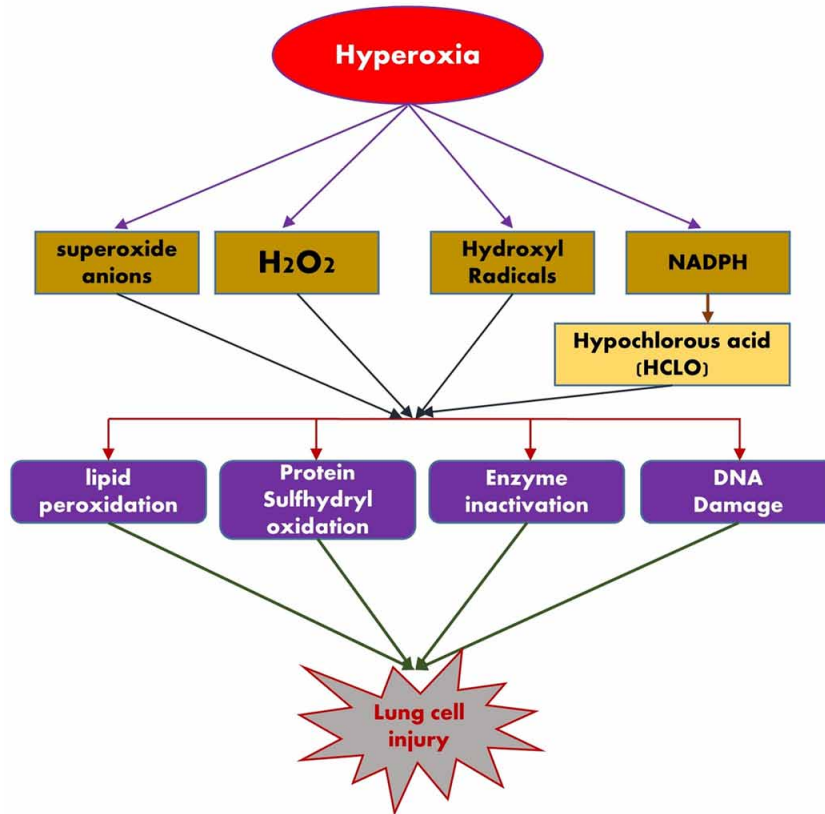 Hyperoxia
superoxide
anions
H2O2
Hydroxyl
Radicals
NADPH
Hypochlorous acid
(HCLO)
lipid
peroxidation
Protein
Sulfhydryl
oxidation
Enzyme
inactivation
DNA
Damage
Lung cell
injury